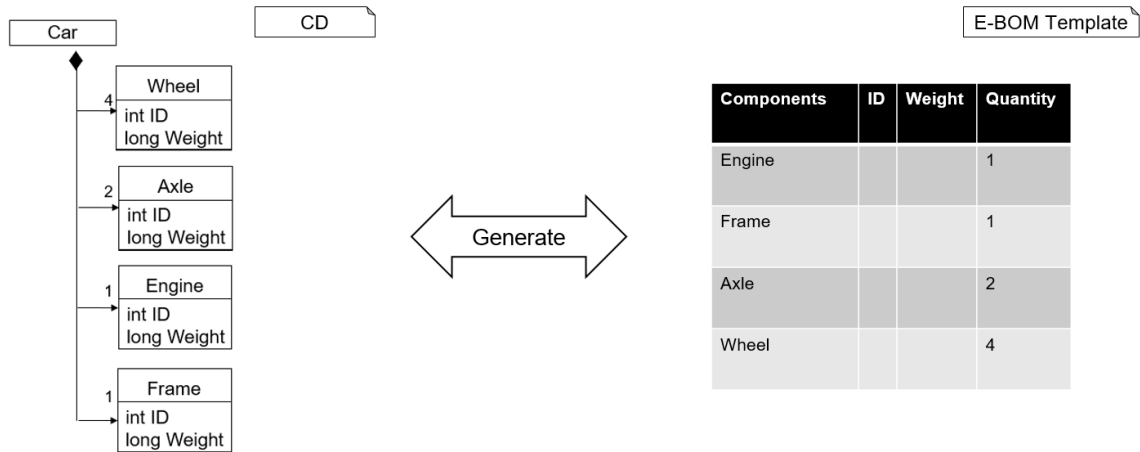 Car
CD
E-BOM Template
4
Wheel
int ID
long Weight
2
Axle
int ID
long Weight
1
Engine
int ID
long Weight
1
Frame
int ID
long Weight
Generate
Components ID Weight Quantity
Engine 1
Frame 1
Axle 2
Wheel 4